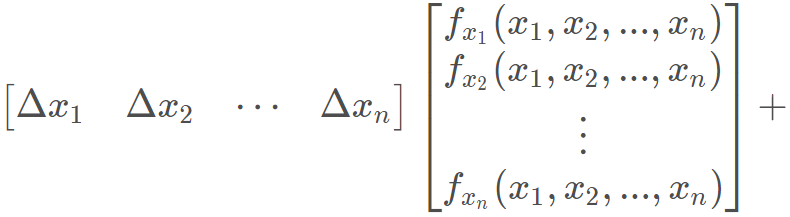 [Δx₁ Δx₂ ⋯ Δxₙ] [f_{x₁}(x₁, x₂, ..., xₙ)
f_{x₂}(x₁, x₂, ..., xₙ)
⋮
f_{xₙ}(x₁, x₂, ..., xₙ)] +